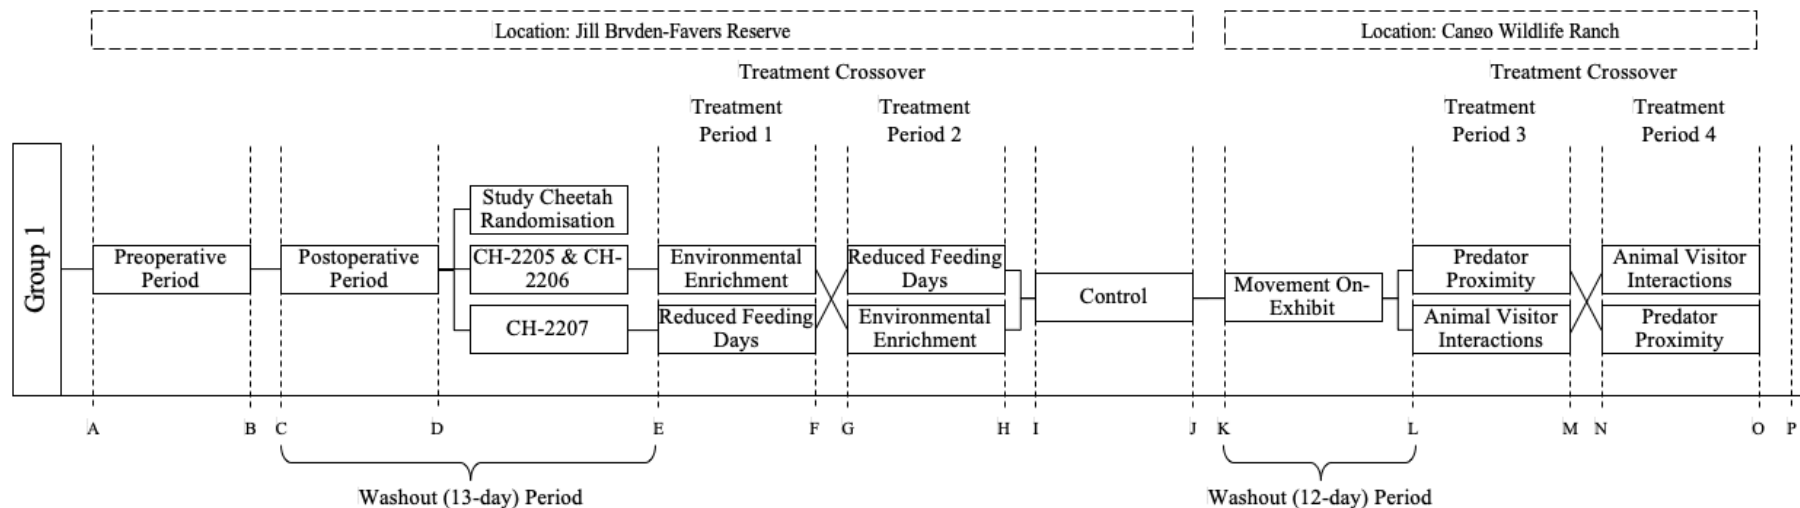 Location: Jill Bryden-Fayers Reserve
Location: Cango Wildlife Ranch
Treatment Crossover
Treatment Crossover
Treatment
Period 1
Treatment
Period 2
Treatment
Period 3
Treatment
Period 4
Group 1
Preoperative
Period
Postoperative
Period
Study Cheetah
Randomisation
CH-2205 & CH-
2206
CH-2207
Environmental
Enrichment
Reduced Feeding
Days
Reduced Feeding
Days
Environmental
Enrichment
Control
Movement On-
Exhibit
Predator
Proximity
Animal Visitor
Interactions
Animal Visitor
Interactions
Predator
Proximity
A B C D E F G H I J K L M N O P
Washout (13-day) Period
Washout (12-day) Period